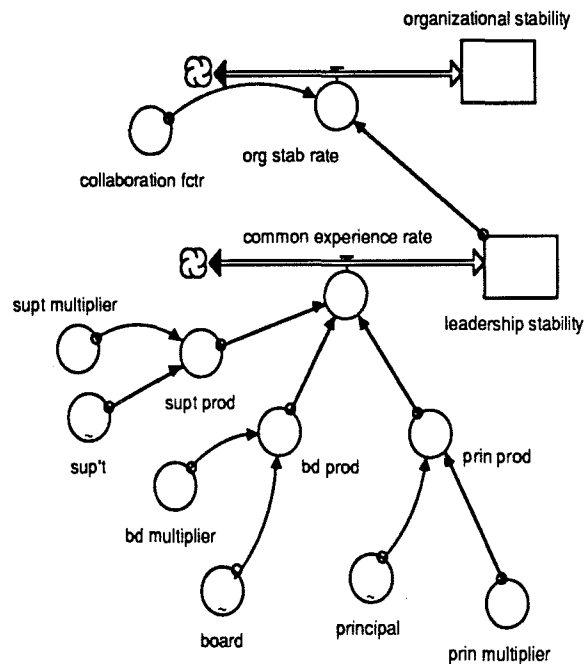 organizational stability
org stab rate
collaboration fctr
common experience rate
supt multiplier
leadership stability
supt prod
sup't
prin prod
bd prod
bd multiplier
board
principal
prin multiplier